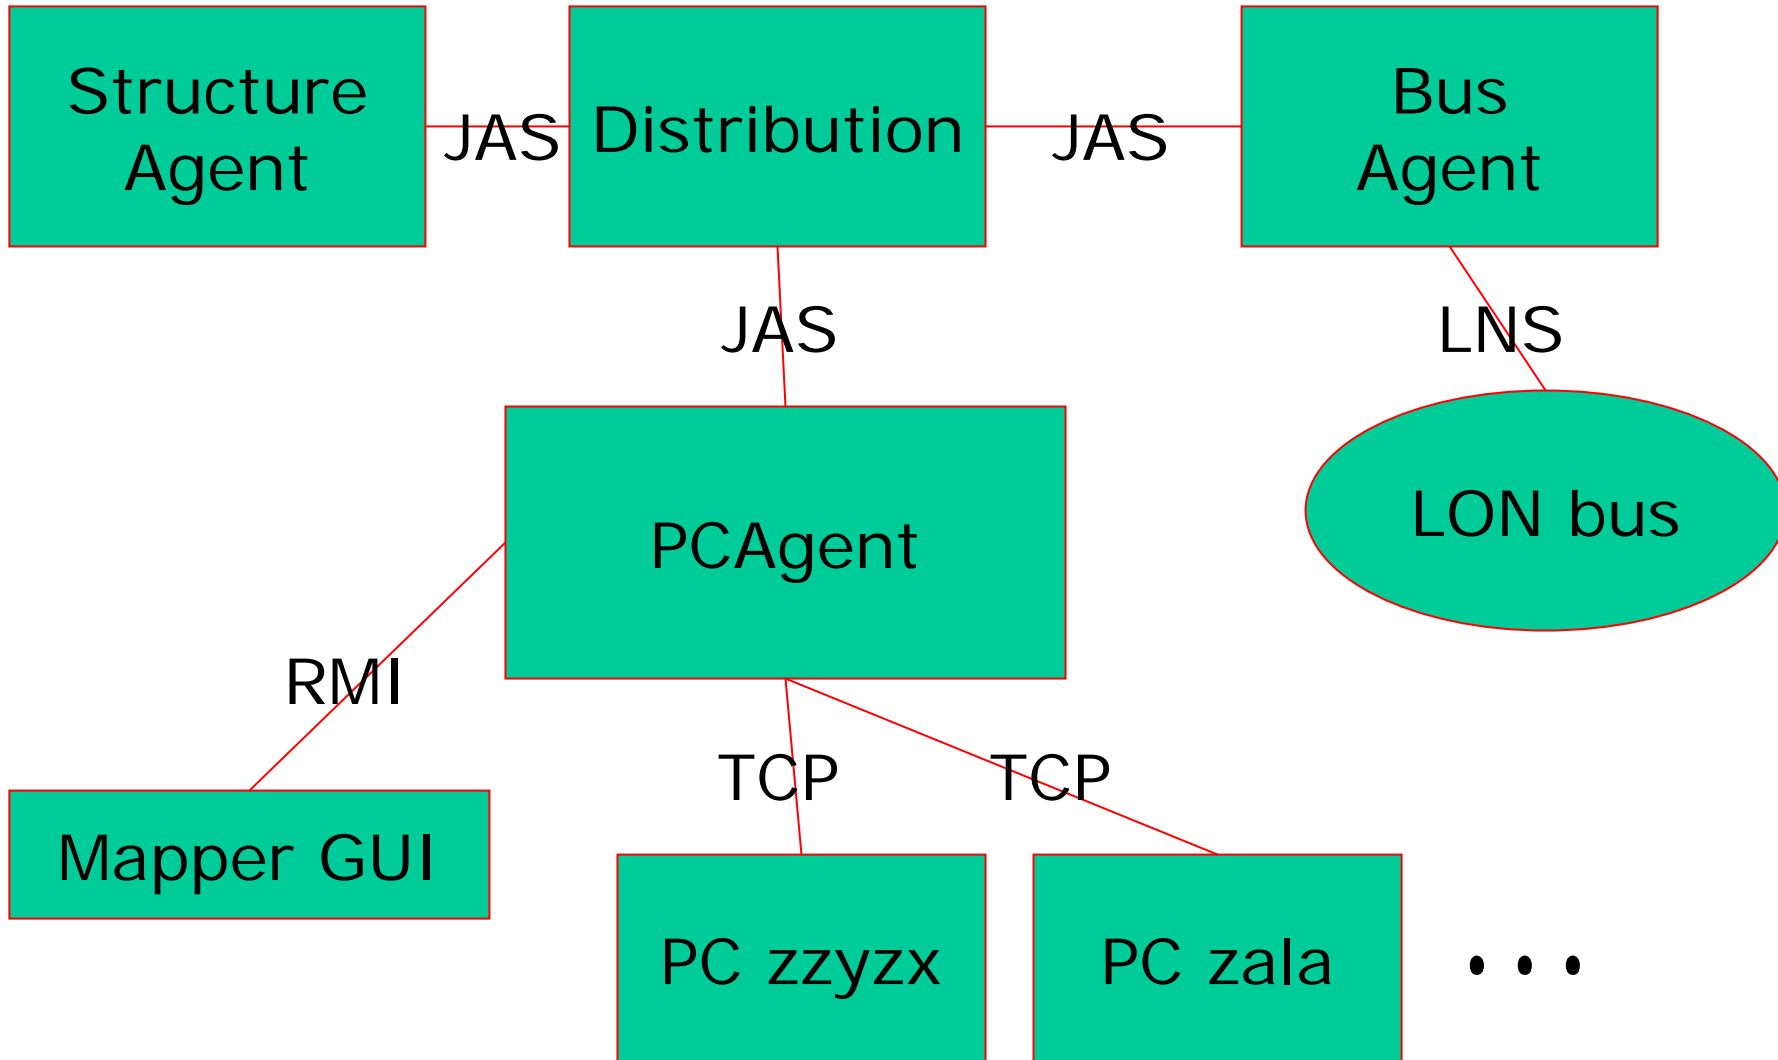 Structure
Agent
JAS
Distribution
JAS
Bus
Agent
JAS
LNS
PCAgent
LON bus
RMI
TCP
TCP
Mapper GUI
PC zzyzx
PC zala
• • •